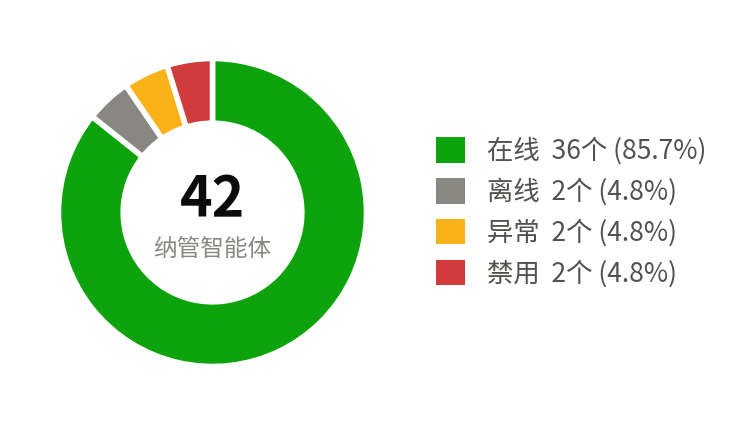 42
纳管智能体
在线 36个 (85.7%)
离线 2个 (4.8%)
异常 2个 (4.8%)
禁用 2个 (4.8%)